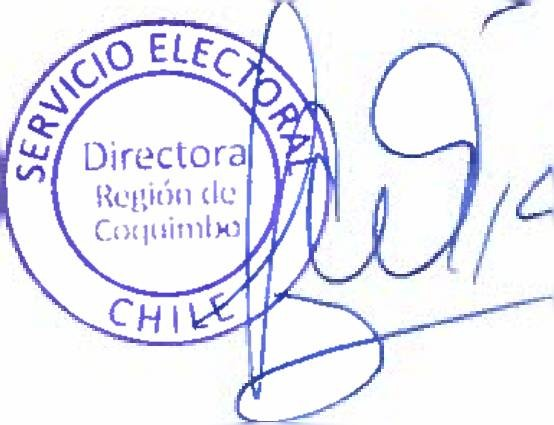 SERVICIO ELECTORAL
Directora
Región de
Coquimbo
CHILE